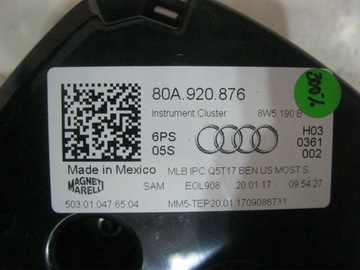 80A.920.876
Instrument Cluster 8W5 190 B
6PS H03
05S 0361
002
Made in Mexico MLB IPC Q5T17 BEN US MOST S
MAGNETI MARELLI SAM EOL908 20.01.17 - 09.54.27
503.01.047.65.04 MM5-TEP20.01.1709086731
200%